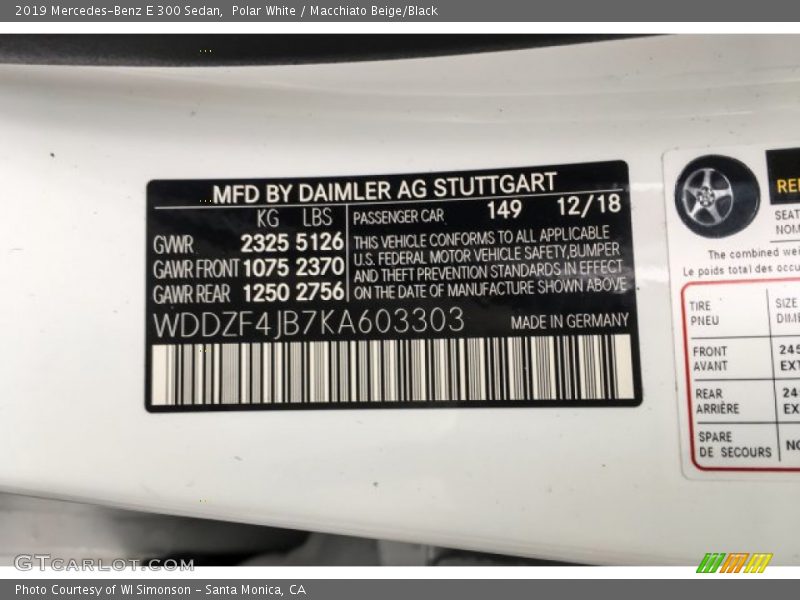 2019 Mercedes-Benz E 300 Sedan, Polar White / Macchiato Beige/Black
MFD BY DAIMLER AG STUTTGART
KG LBS PASSENGER CAR 149 12/18
GVWR 2325 5126
GAWR FRONT 1075 2370
GAWR REAR 1250 2756
THIS VEHICLE CONFORMS TO ALL APPLICABLE
U.S. FEDERAL MOTOR VEHICLE SAFETY,BUMPER
AND THEFT PREVENTION STANDARDS IN EFFECT
ON THE DATE OF MANUFACTURE SHOWN ABOVE
WDDZF4JB7KA603303 MADE IN GERMANY
The combined
Le poids total des
TIRE
PNEU
SIZE
FRONT
AVANT
REAR
ARRIÈRE
SPARE
DE SECOURS
GTCARLOT.COM
Photo Courtesy of WI Simonson - Santa Monica, CA